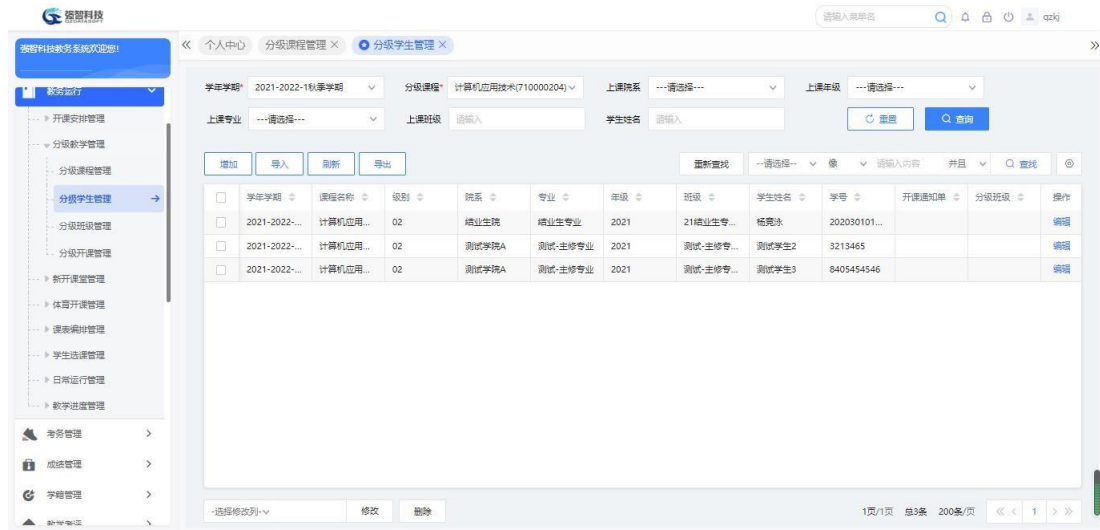 强智科技
QIZHIDATASOFT
请输入菜单名
qzkj
强智科技教务系统欢迎您!
个人中心 分级课程管理 分级学生管理
教务运行
开课安排管理
分级教学管理
分级课程管理
分级学生管理
分级班级管理
分级开课管理
新开课堂管理
体育开课管理
课表编排管理
学生选课管理
日常运行管理
教学进度管理
考务管理
成绩管理
学籍管理
教学考评
学年学期* 2021-2022-1秋季学期 分级课程* 计算机应用技术(710000204) 上课院系 ---请选择--- 上课年级 ---请选择---
上课专业 ---请选择--- 上课班级 请输入 学生姓名 请输入 重置 查询
增加 导入 刷新 导出 重新查找 --请选择-- 像 请输入内容 并且 查找
学年学期 课程名称 级别 院系 专业 年级 班级 学生姓名 学号 开课通知单 分级班级 操作
2021-2022-... 计算机应用... 02 结业生院 结业生专业 2021 21结业生专... 杨竞泳 202030101... 编辑
2021-2022-... 计算机应用... 02 测试学院A 测试-主修专业 2021 测试-主修专... 测试学生2 3213465 编辑
2021-2022-... 计算机应用... 02 测试学院A 测试-主修专业 2021 测试-主修专... 测试学生3 8405454546 编辑
-选择修改列- 修改 删除 1页/1页 总3条 200条/页 1